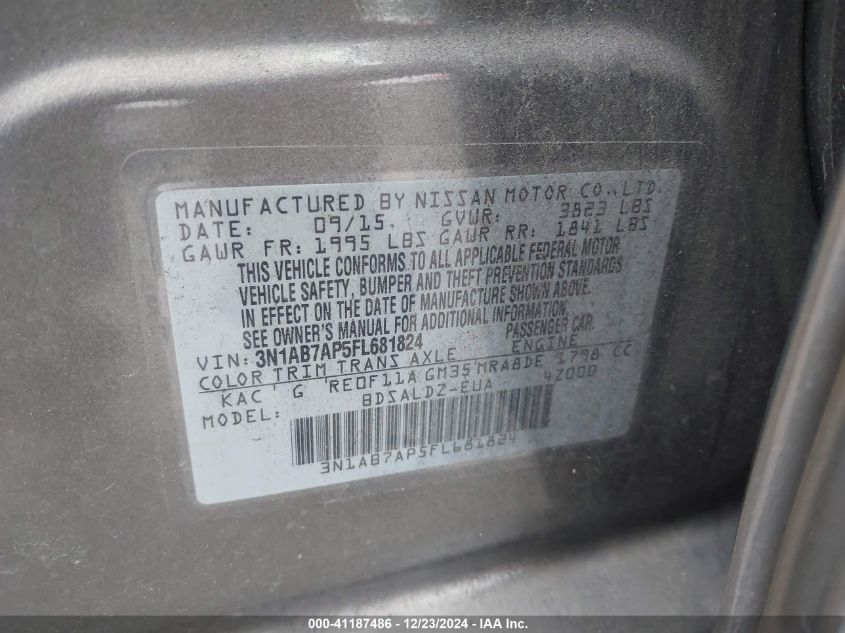 MANUFACTURED BY NISSAN MOTOR CO.,LTD.
DATE: 09/15. GVWR: 3823 LBS
GAWR FR: 1995 LBS GAWR RR: 1841 LBS
THIS VEHICLE CONFORMS TO ALL APPLICABLE FEDERAL MOTOR
VEHICLE SAFETY, BUMPER AND THEFT PREVENTION STANDARDS
IN EFFECT ON THE DATE OF MANUFACTURE SHOWN ABOVE.
SEE OWNER'S MANUAL FOR ADDITIONAL INFORMATION.
VIN: 3N1AB7AP5FL681824 PASSENGER CAR.
COLOR TRIM TRANS AXLE ENGINE
KAC G RE0F11A GM35 MRA8DE 1798 CC
MODEL: BDSALDZ-EUA 4Z000
3N1AB7AP5FL681824
000-41187486 - 12/23/2024 - IAA Inc.